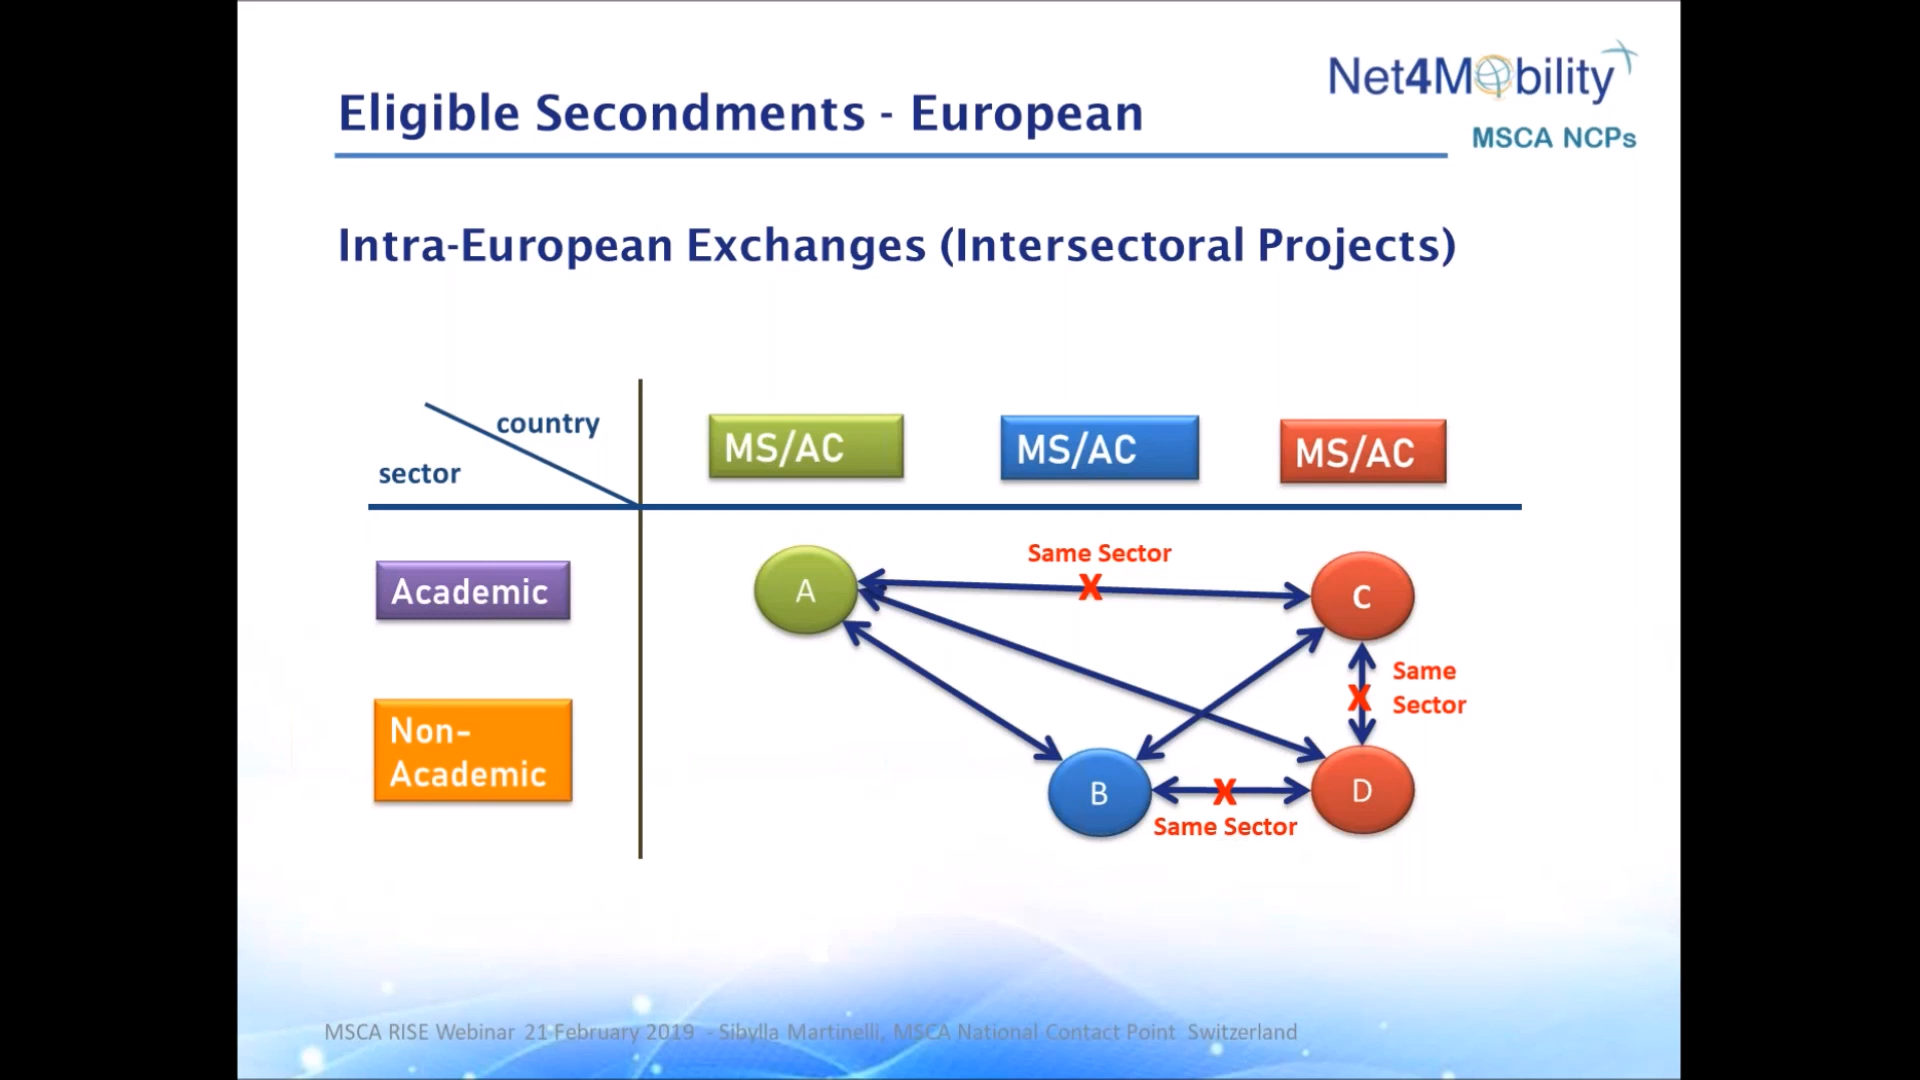 Net4Mobility
MSCA NCPs
Eligible Secondments - European
Intra-European Exchanges (Intersectoral Projects)
country
sector
MS/AC
MS/AC
MS/AC
Academic
Non-
Academic
A
Same Sector
X
C
Same
Sector
X
B
X
D
Same Sector
MSCA RISE Webinar 21 February 2019 - Sibylla Martinelli, MSCA National Contact Point Switzerland